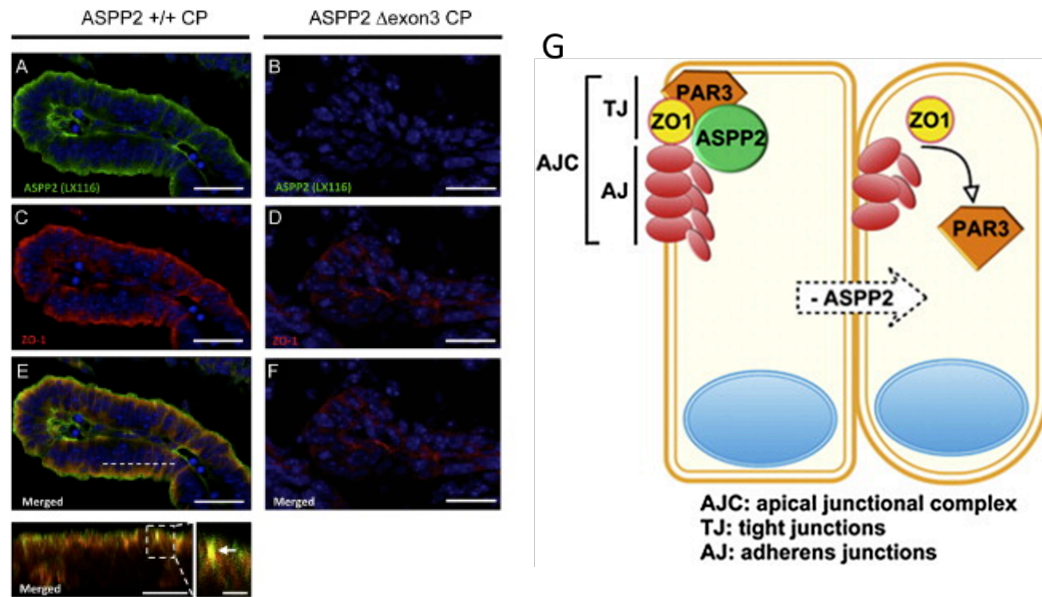 ASPP2 +/+ CP
ASPP2 Δexon3 CP
A
ASPP2 (LX116)
B
ASPP2 (LX116)
C
ZO-1
D
ZO-1
E
Merged
F
Merged
Merged
G
AJC
TJ
AJ
PAR3
ZO1
ASPP2
ZO1
PAR3
- ASPP2
AJC: apical junctional complex
TJ: tight junctions
AJ: adherens junctions